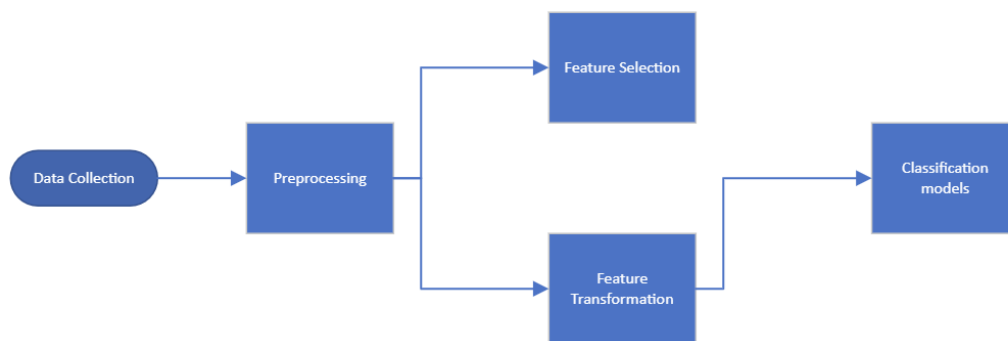 Feature Selection
Data Collection
Preprocessing
Classification
models
Feature
Transformation